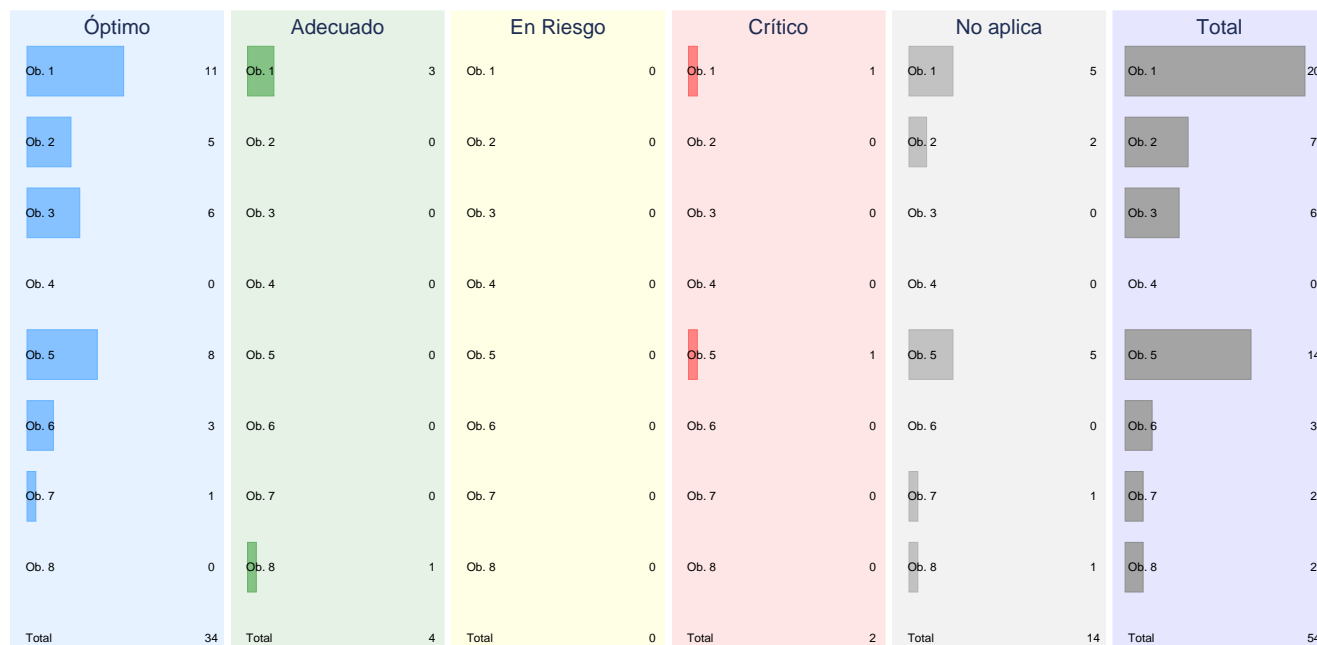 Óptimo Adecuado En Riesgo Crítico No aplica Total
Ob. 1 11 Ob. 1 3 Ob. 1 0 Ob. 1 1 Ob. 1 5 Ob. 1 20
Ob. 2 5 Ob. 2 0 Ob. 2 0 Ob. 2 0 Ob. 2 2 Ob. 2 7
Ob. 3 6 Ob. 3 0 Ob. 3 0 Ob. 3 0 Ob. 3 0 Ob. 3 6
Ob. 4 0 Ob. 4 0 Ob. 4 0 Ob. 4 0 Ob. 4 0 Ob. 4 0
Ob. 5 8 Ob. 5 0 Ob. 5 0 Ob. 5 1 Ob. 5 5 Ob. 5 14
Ob. 6 3 Ob. 6 0 Ob. 6 0 Ob. 6 0 Ob. 6 0 Ob. 6 3
Ob. 7 1 Ob. 7 0 Ob. 7 0 Ob. 7 0 Ob. 7 1 Ob. 7 2
Ob. 8 0 Ob. 8 1 Ob. 8 0 Ob. 8 0 Ob. 8 1 Ob. 8 2
Total 34 Total 4 Total 0 Total 2 Total 14 Total 54